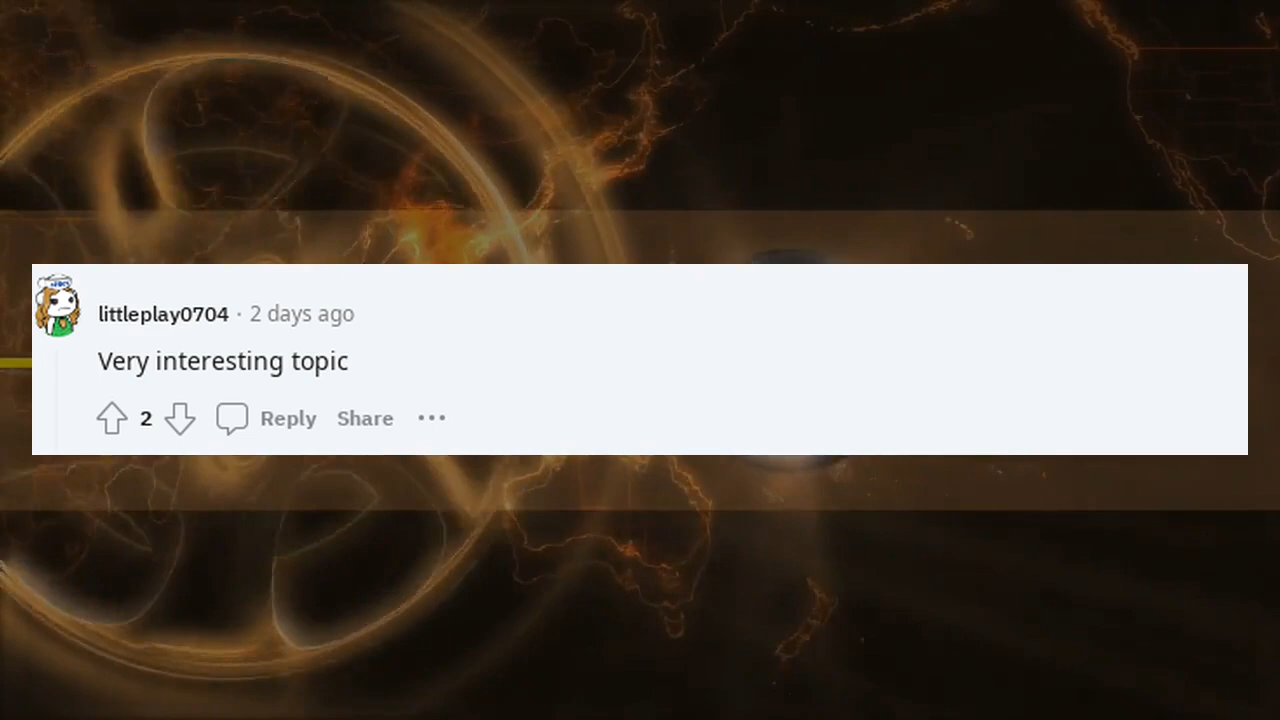 littleplay0704 · 2 days ago
Very interesting topic
2 Reply Share ···